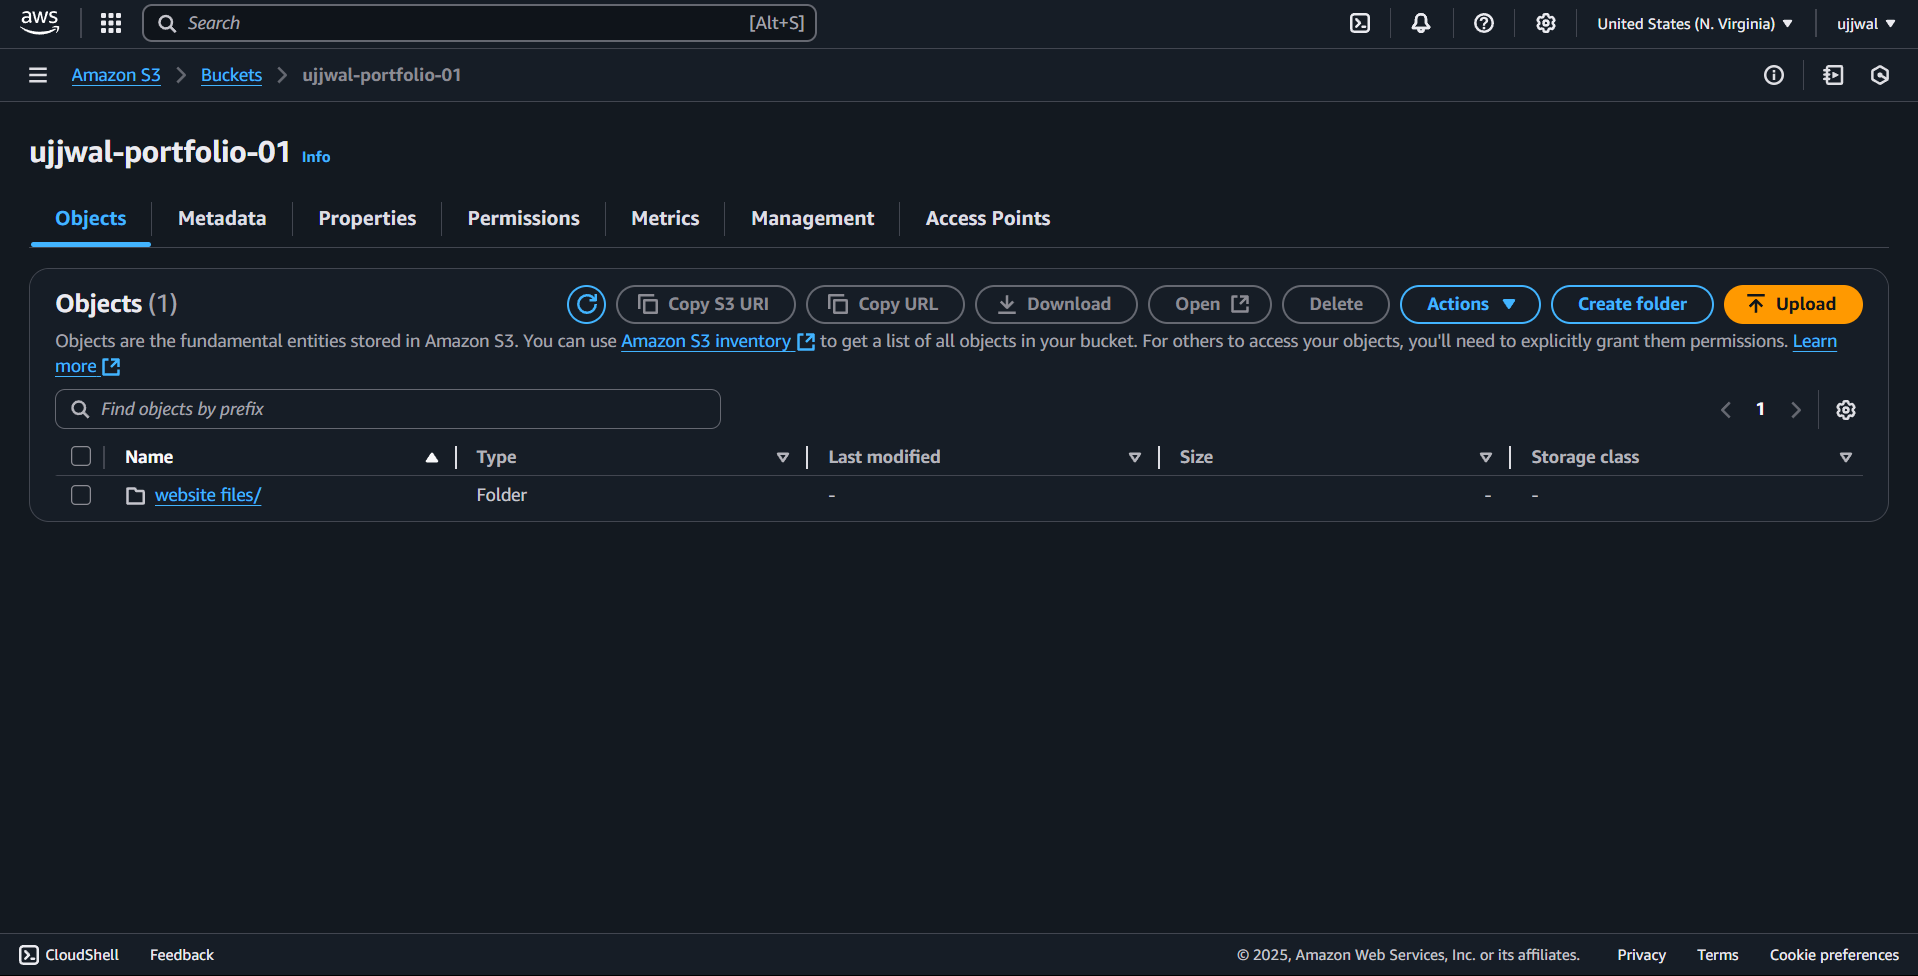 aws Search [Alt+S] United States (N. Virginia) ujjwal
Amazon S3 Buckets ujjwal-portfolio-01
ujjwal-portfolio-01 Info
Objects Metadata Properties Permissions Metrics Management Access Points
Objects (1) Copy S3 URI Copy URL Download Open Delete Actions Create folder Upload
Objects are the fundamental entities stored in Amazon S3. You can use Amazon S3 inventory to get a list of all objects in your bucket. For others to access your objects, you'll need to explicitly grant them permissions. Learn
more
Find objects by prefix 1
Name Type Last modified Size Storage class
website files/ Folder - - -
CloudShell Feedback © 2025, Amazon Web Services, Inc. or its affiliates. Privacy Terms Cookie preferences